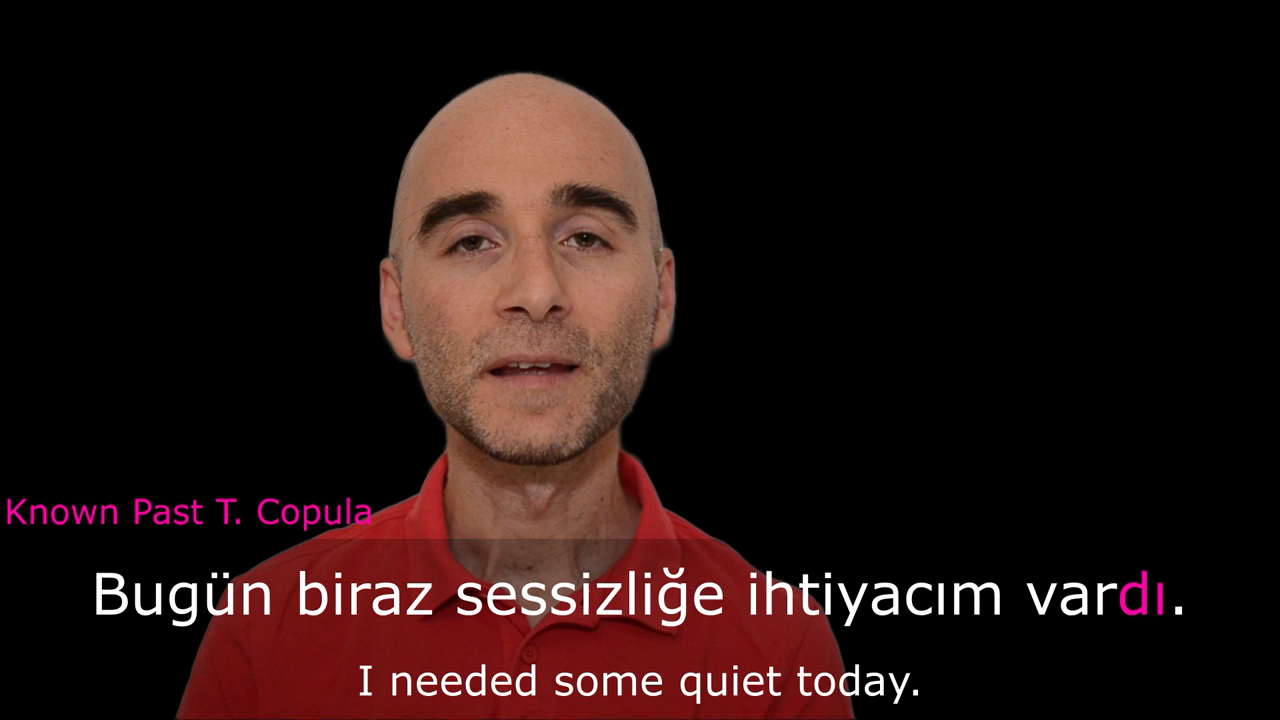 Known Past T. Copula
Bugün biraz sessizliğe ihtiyacım vardı.
I needed some quiet today.